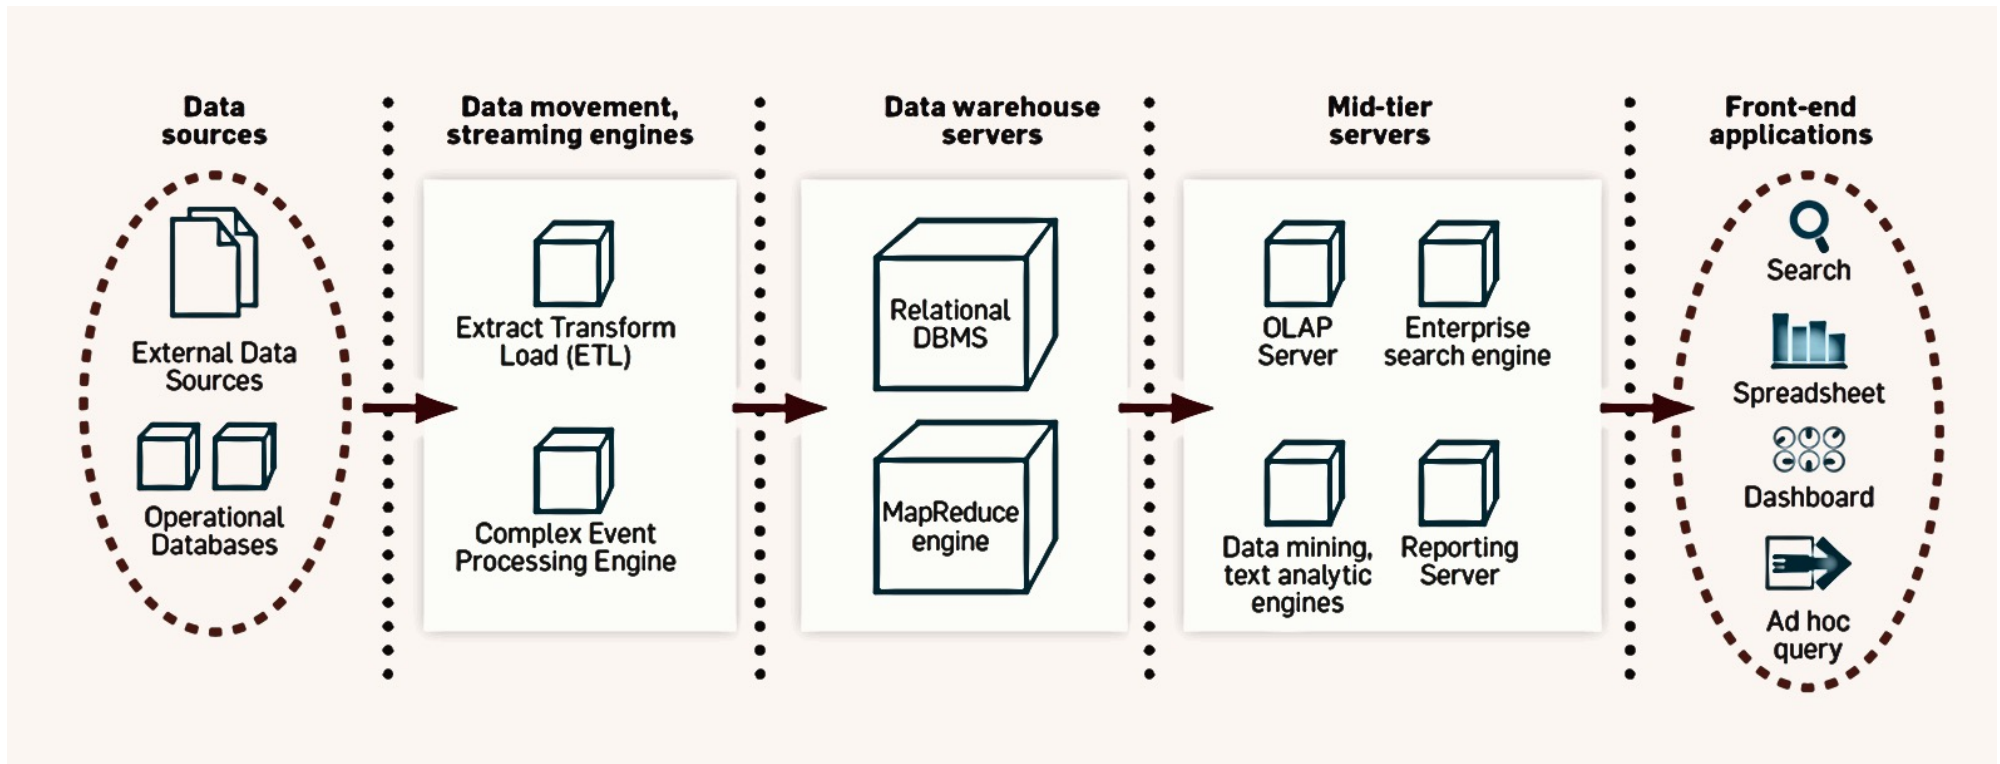 Data
sources
External Data
Sources
Operational
Databases
Data movement,
streaming engines
Extract Transform
Load (ETL)
Complex Event
Processing Engine
Data warehouse
servers
Relational
DBMS
MapReduce
engine
Mid-tier
servers
OLAP
Server
Enterprise
search engine
Data mining,
text analytic
engines
Reporting
Server
Front-end
applications
Search
Spreadsheet
Dashboard
Ad hoc
query